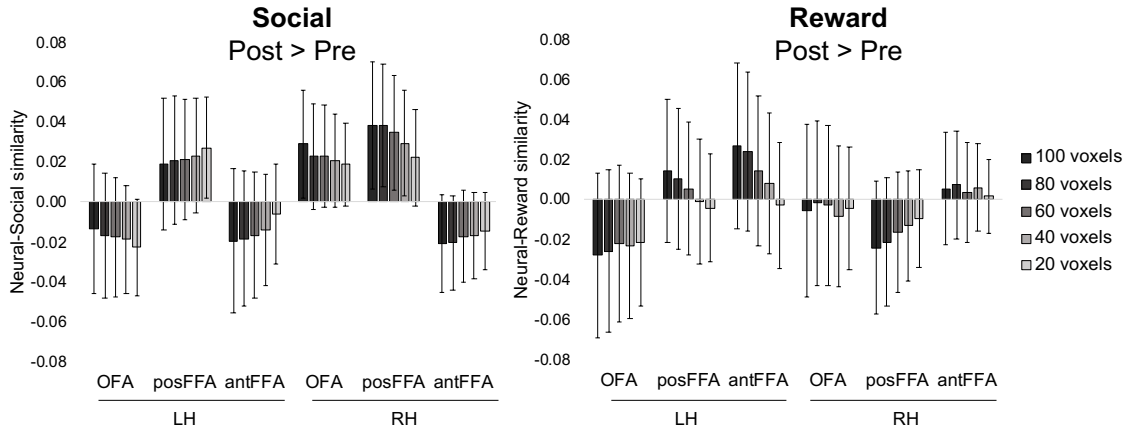 Social
Post > Pre
Neural-Social similarity
0.08
0.06
0.04
0.02
0.00
-0.02
-0.04
-0.06
-0.08
OFA posFFA antFFA OFA posFFA antFFA
LH RH
Reward
Post > Pre
Neural-Reward similarity
0.08
0.06
0.04
0.02
0.00
-0.02
-0.04
-0.06
-0.08
OFA posFFA antFFA OFA posFFA antFFA
LH RH
100 voxels
80 voxels
60 voxels
40 voxels
20 voxels